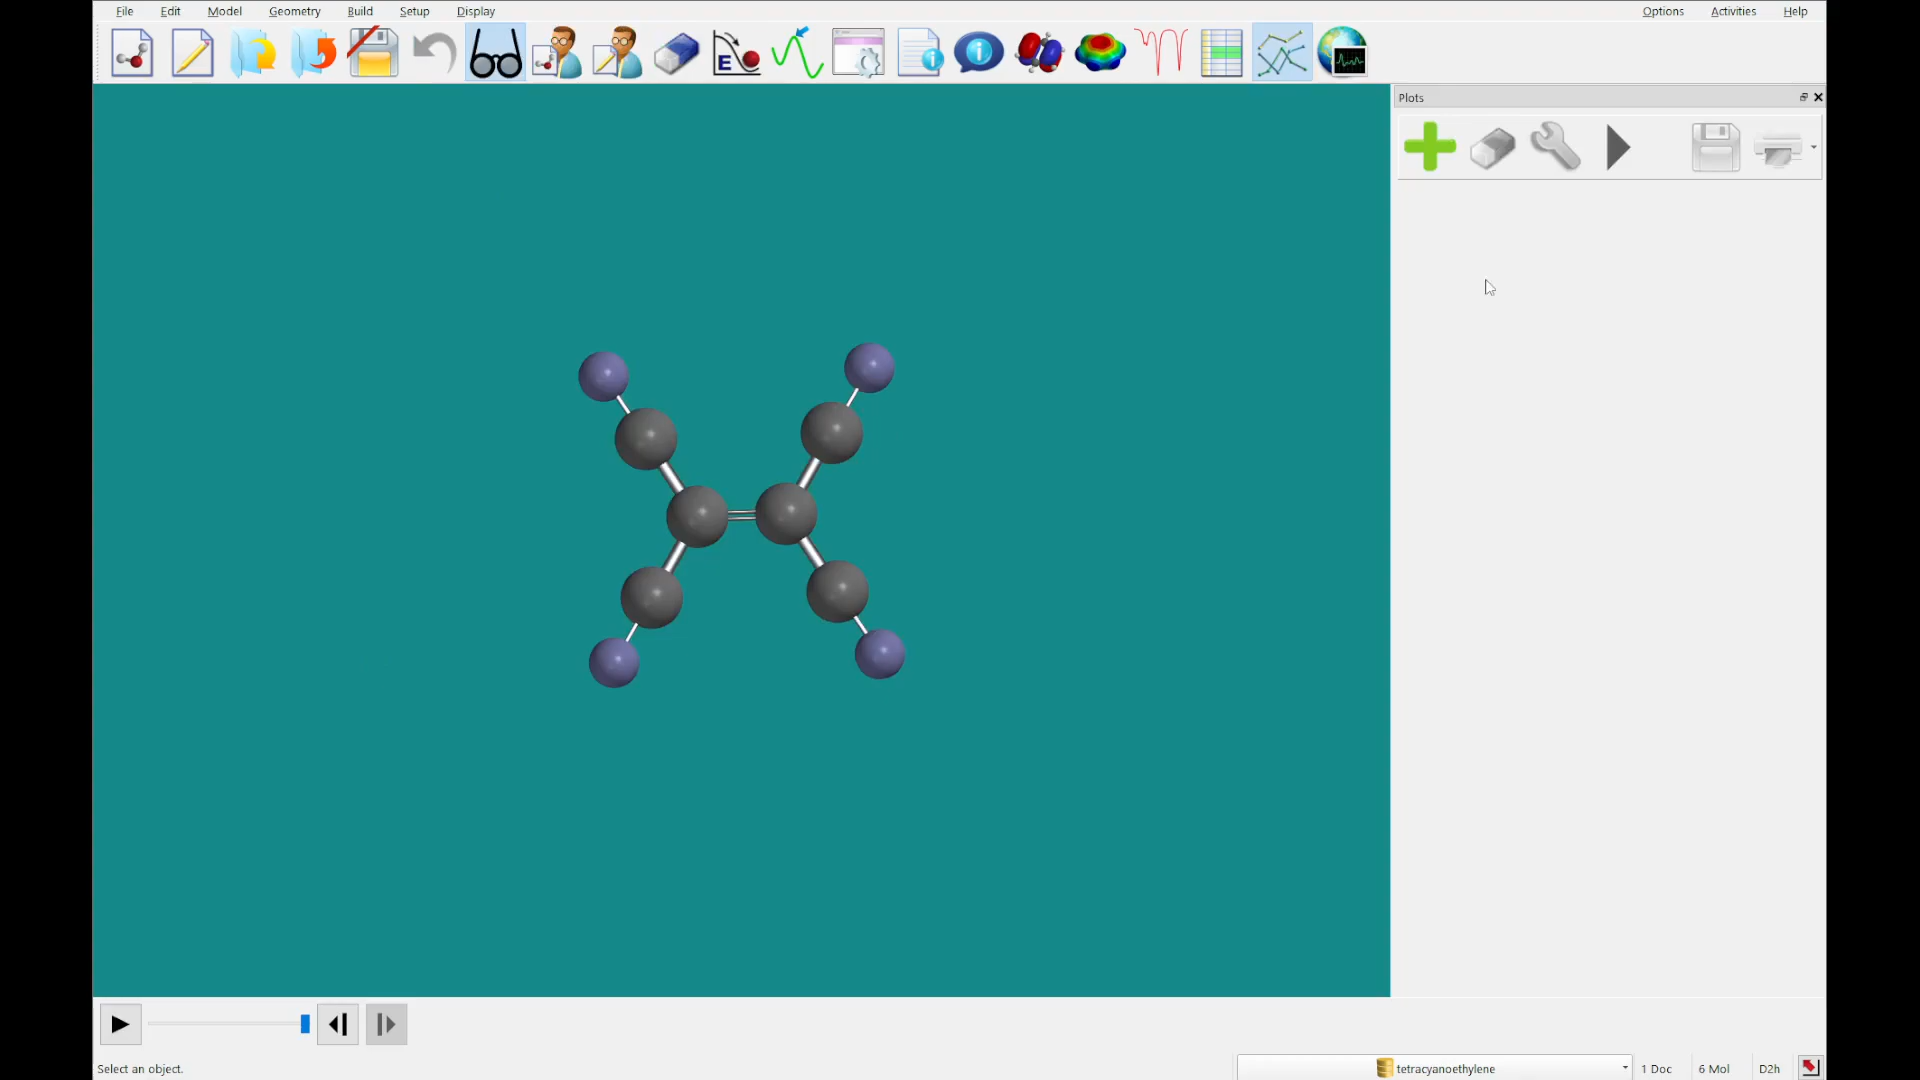 File Edit Model Geometry Build Setup Display Options Activities Help
Plots
Select an object.
tetracyanoethylene
1 Doc
6 Mol
D2h